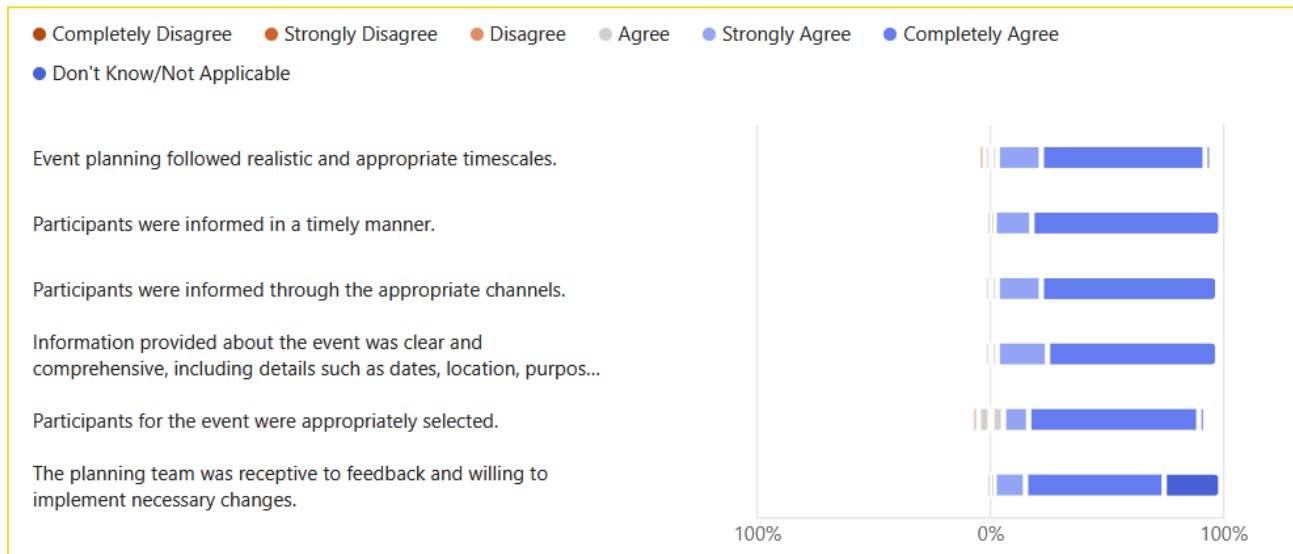 Completely Disagree Strongly Disagree Disagree Agree Strongly Agree Completely Agree
Don't Know/Not Applicable
Event planning followed realistic and appropriate timescales.
Participants were informed in a timely manner.
Participants were informed through the appropriate channels.
Information provided about the event was clear and
comprehensive, including details such as dates, location, purpos...
Participants for the event were appropriately selected.
The planning team was receptive to feedback and willing to
implement necessary changes.
100% 0% 100%